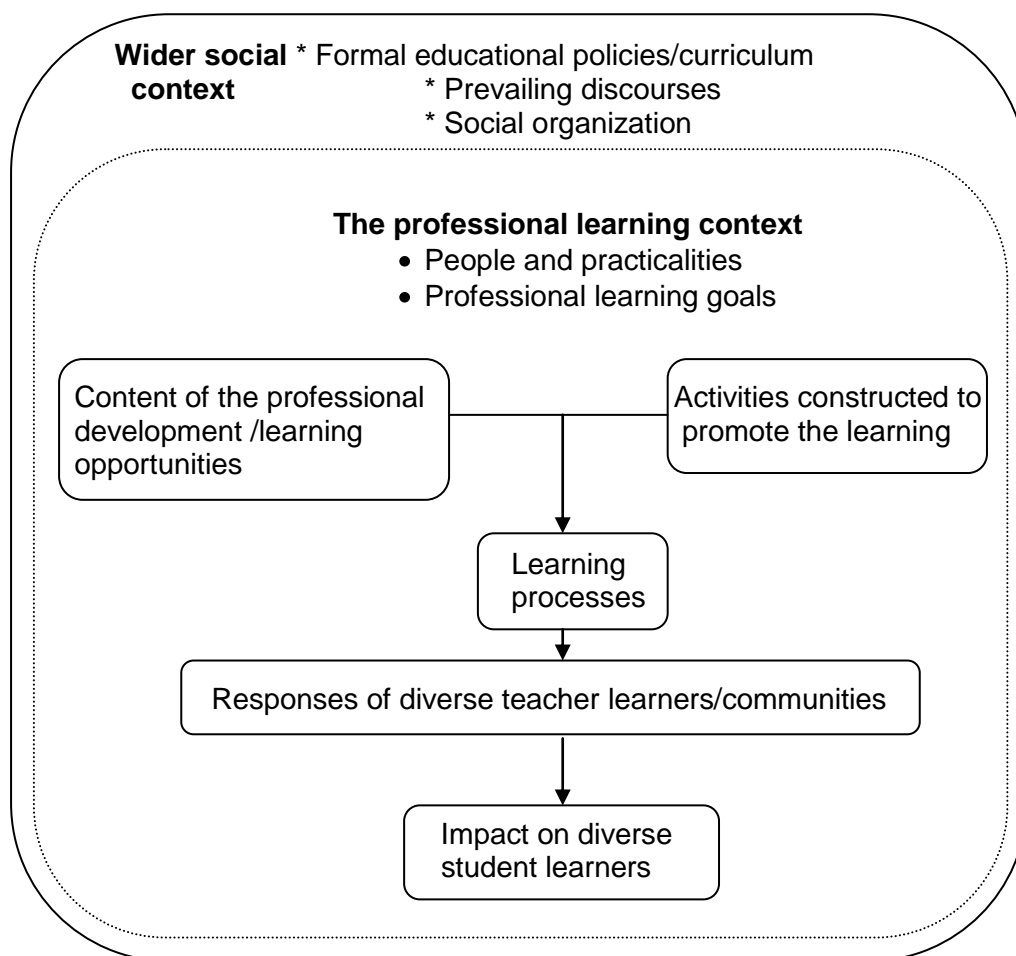 Wider social * Formal educational policies/curriculum
context * Prevailing discourses
* Social organization
The professional learning context
• People and practicalities
• Professional learning goals
Content of the professional
development /learning
opportunities
Activities constructed to
promote the learning
Learning
processes
Responses of diverse teacher learners/communities
Impact on diverse
student learners